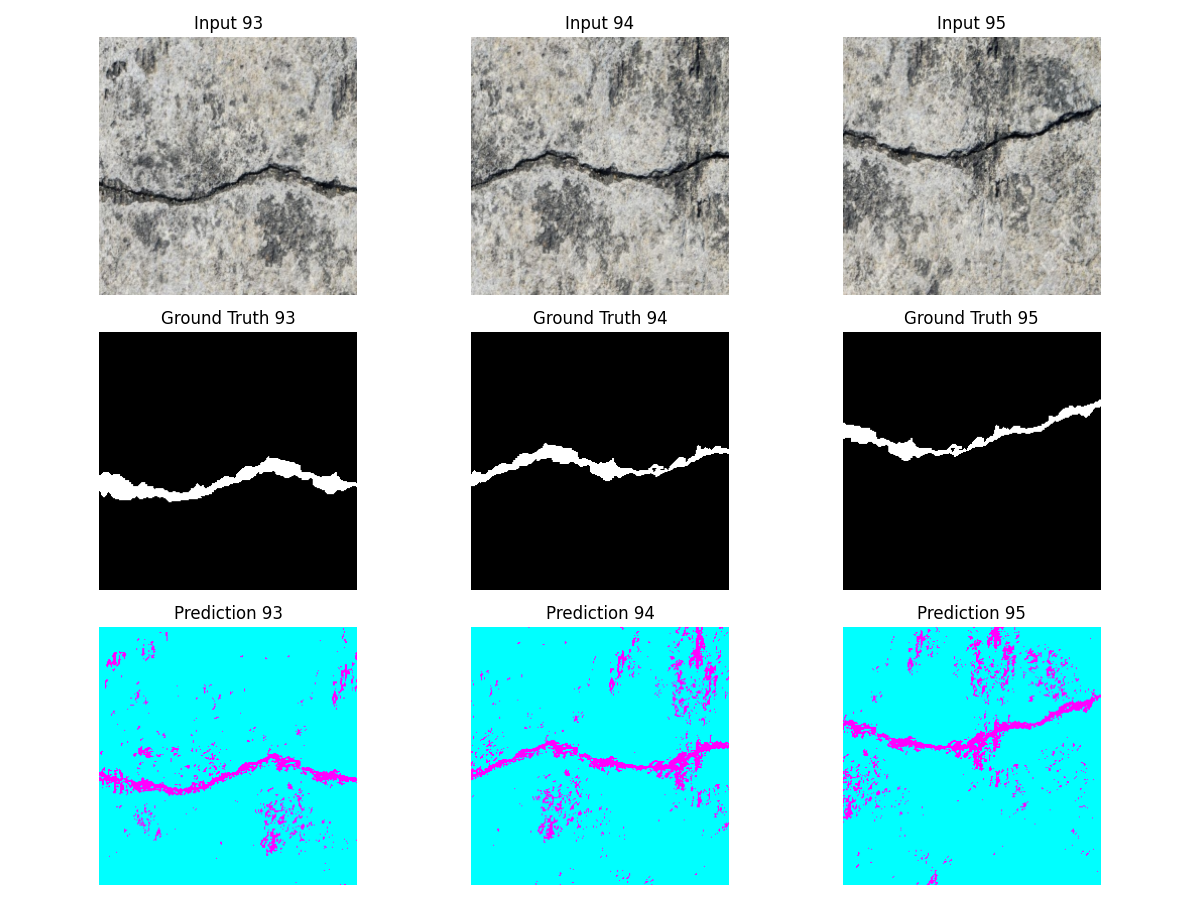 Input 93
Input 94
Input 95
Ground Truth 93
Ground Truth 94
Ground Truth 95
Prediction 93
Prediction 94
Prediction 95